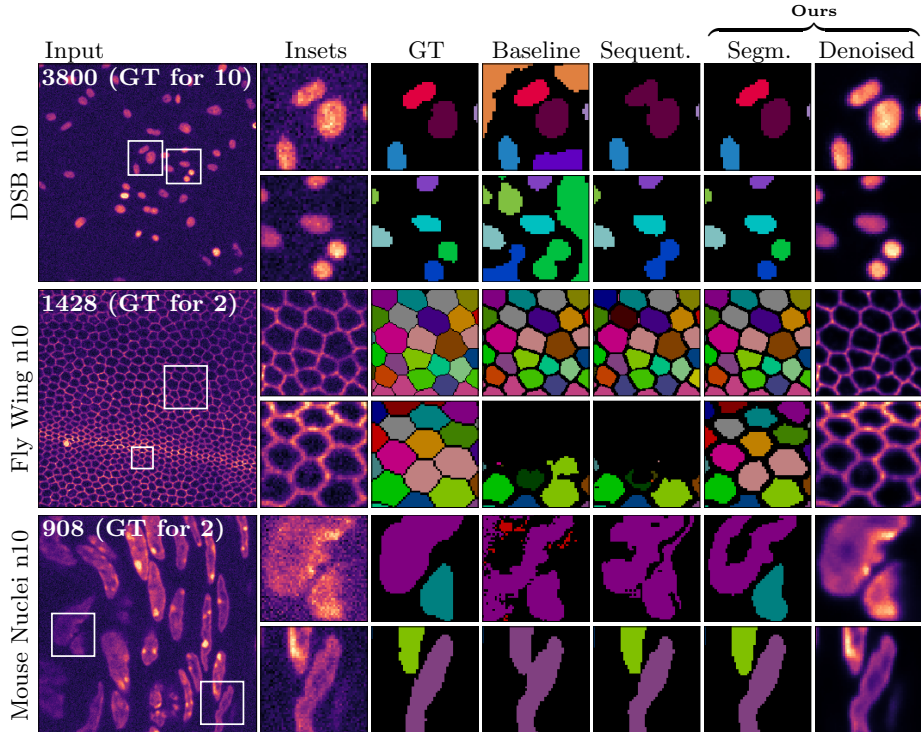 Ours
Input Insets GT Baseline Sequent. Segm. Denoised
DSB n10
3800 (GT for 10)
Fly Wing n10
1428 (GT for 2)
Mouse Nuclei n10
908 (GT for 2)